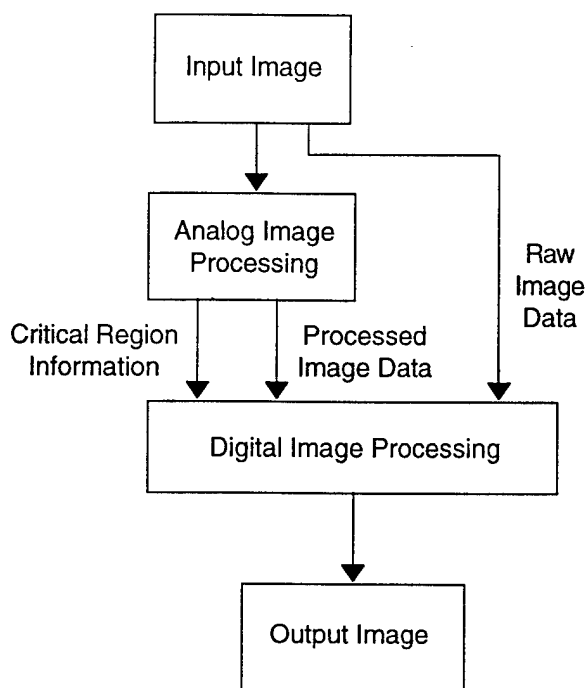 Input Image
Analog Image
Processing
Raw
Image
Data
Critical Region
Information
Processed
Image Data
Digital Image Processing
Output Image